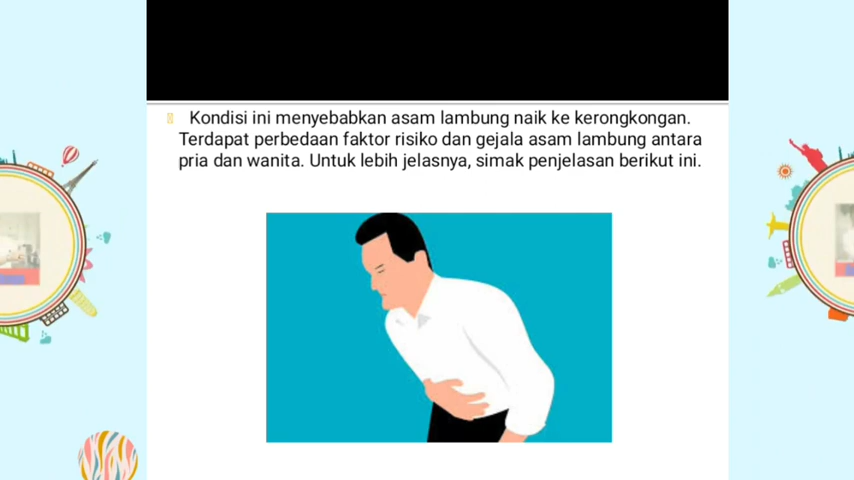 Kondisi ini menyebabkan asam lambung naik ke kerongkongan.
Terdapat perbedaan faktor risiko dan gejala asam lambung antara
pria dan wanita. Untuk lebih jelasnya, simak penjelasan berikut ini.